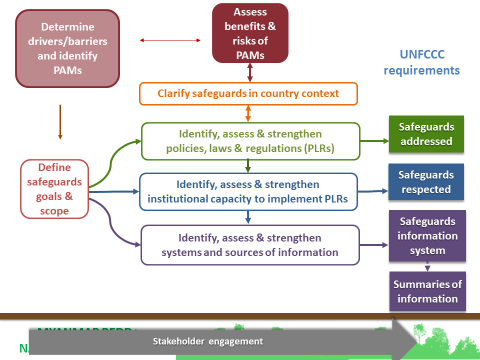 Determine
drivers/barriers
and identify
PAMs
Assess
benefits &
risks of
PAMs
UNFCCC
requirements
Clarify safeguards in country context
Identify, assess & strengthen
policies, laws & regulations (PLRs)
Safeguards
addressed
Define
safeguards
goals &
scope
Identify, assess & strengthen
institutional capacity to implement PLRs
Safeguards
respected
Identify, assess & strengthen
systems and sources of information
Safeguards
information
system
Summaries of
information
Stakeholder engagement